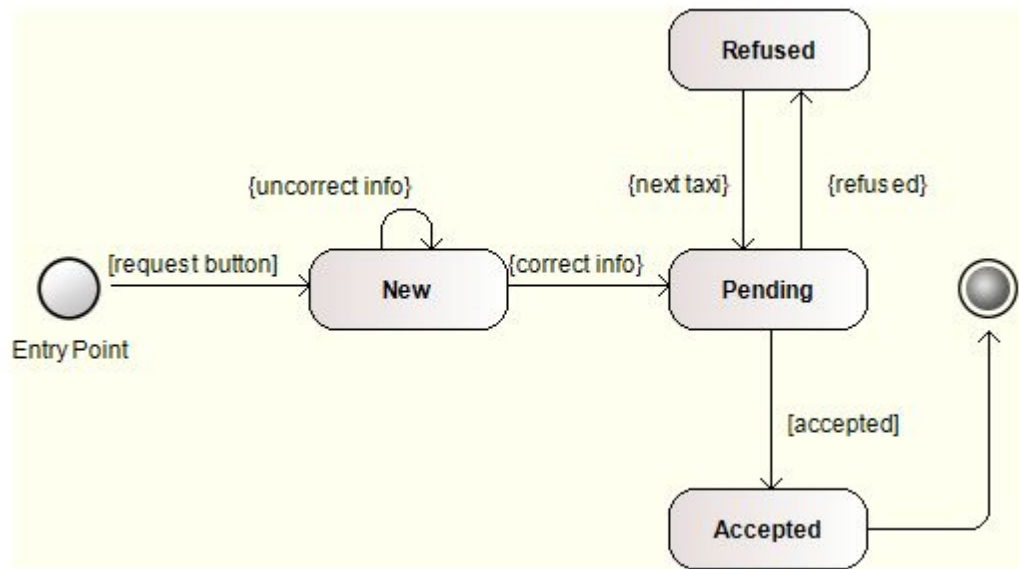 Refused
{uncorrect info}
{next taxi}
{refused}
[request button]
New
{correct info}
Pending
Entry Point
[accepted]
Accepted